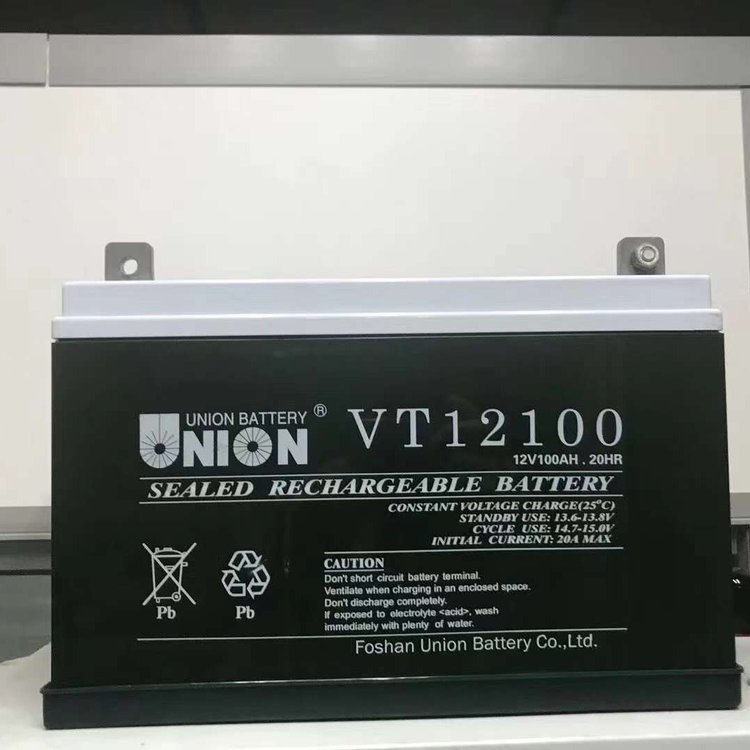 UNION BATTERY ®
UNION
VT12100
12V100AH . 20HR
SEALED RECHARGEABLE BATTERY
CONSTANT VOLTAGE CHARGE(25°C)
STANDBY USE: 13.6-13.8V
CYCLE USE: 14.7-15.0V
INITIAL CURRENT: 20A MAX
Pb
Pb
CAUTION
Don't short circuit battery terminal.
Ventilate when charging in an enclosed space.
Don't discharge completely.
If exposed to electrolyte <acid>, wash
immediately with plenty of water.
Foshan Union Battery Co.,Ltd.